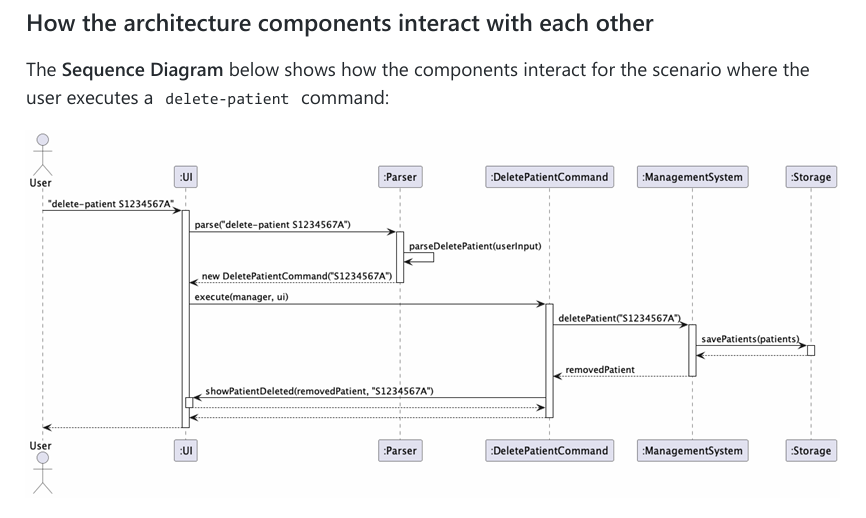 How the architecture components interact with each other
The Sequence Diagram below shows how the components interact for the scenario where the
user executes a delete-patient command:
User
:UI
:Parser
:DeletePatientCommand
:ManagementSystem
:Storage
"delete-patient S1234567A"
parse("delete-patient S1234567A")
parseDeletePatient(userInput)
new DeletePatientCommand("S1234567A")
execute(manager, ui)
deletePatient("S1234567A")
savePatients(patients)
removedPatient
showPatientDeleted(removedPatient, "S1234567A")
User
:UI
:Parser
:DeletePatientCommand
:ManagementSystem
:Storage